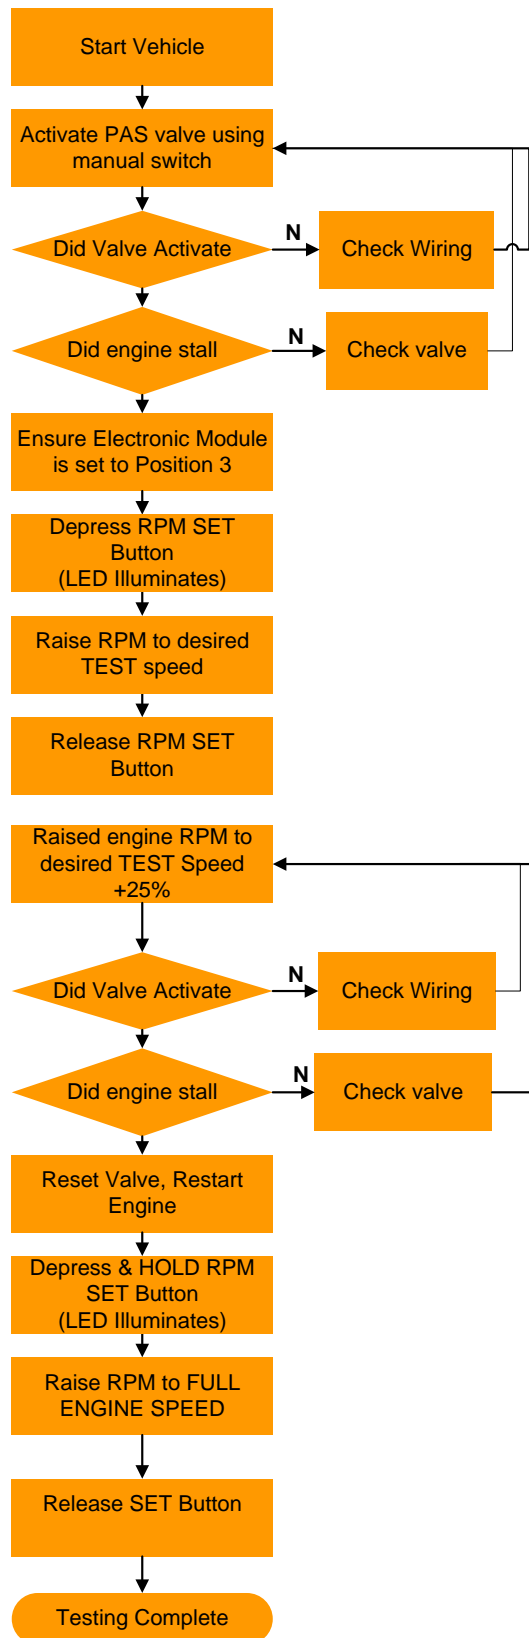 Start Vehicle
Activate PAS valve using
manual switch
Did Valve Activate
N
Check Wiring
Did engine stall
N
Check valve
Ensure Electronic Module
is set to Position 3
Depress RPM SET
Button
(LED Illuminates)
Raise RPM to desired
TEST speed
Release RPM SET
Button
Raised engine RPM to
desired TEST Speed
+25%
Did Valve Activate
N
Check Wiring
Did engine stall
N
Check valve
Reset Valve, Restart
Engine
Depress & HOLD RPM
SET Button
(LED Illuminates)
Raise RPM to FULL
ENGINE SPEED
Release SET Button
Testing Complete